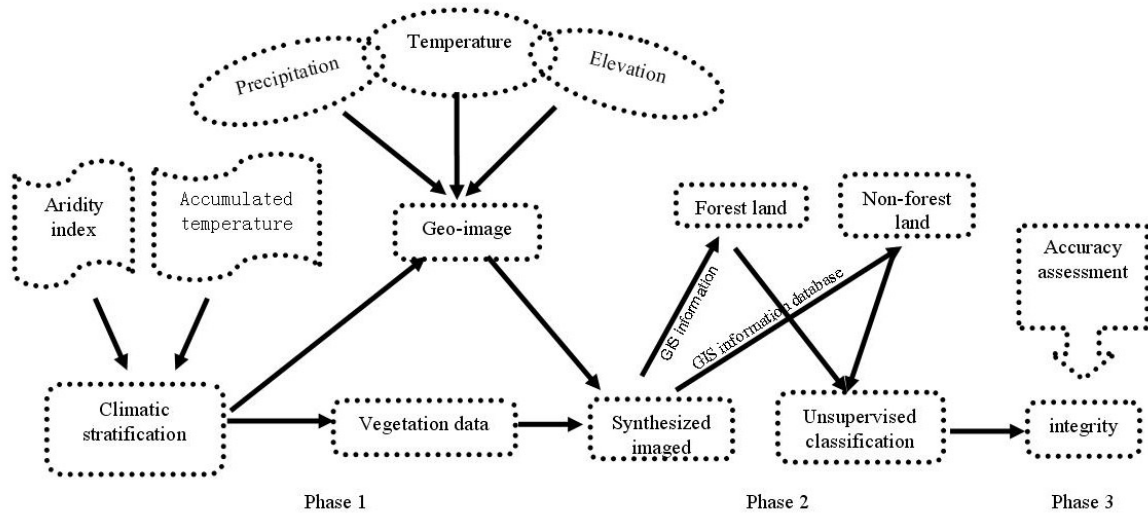 Precipitation
Temperature
Elevation
Aridity
index
Accumulated
temperature
Geo-image
Forest land
Non-forest
land
Accuracy
assessment
GIS information
GIS information database
Climatic
stratification
Vegetation data
Synthesized
imaged
Unsupervised
classification
integrity
Phase 1
Phase 2
Phase 3